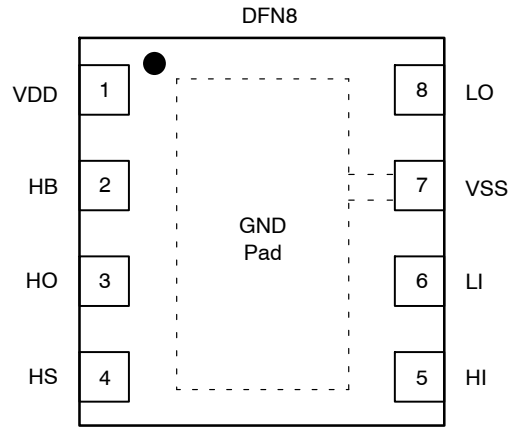 DFN8
VDD 1 8 LO
HB 2 7 VSS
GND
Pad
HO 3 6 LI
HS 4 5 HI